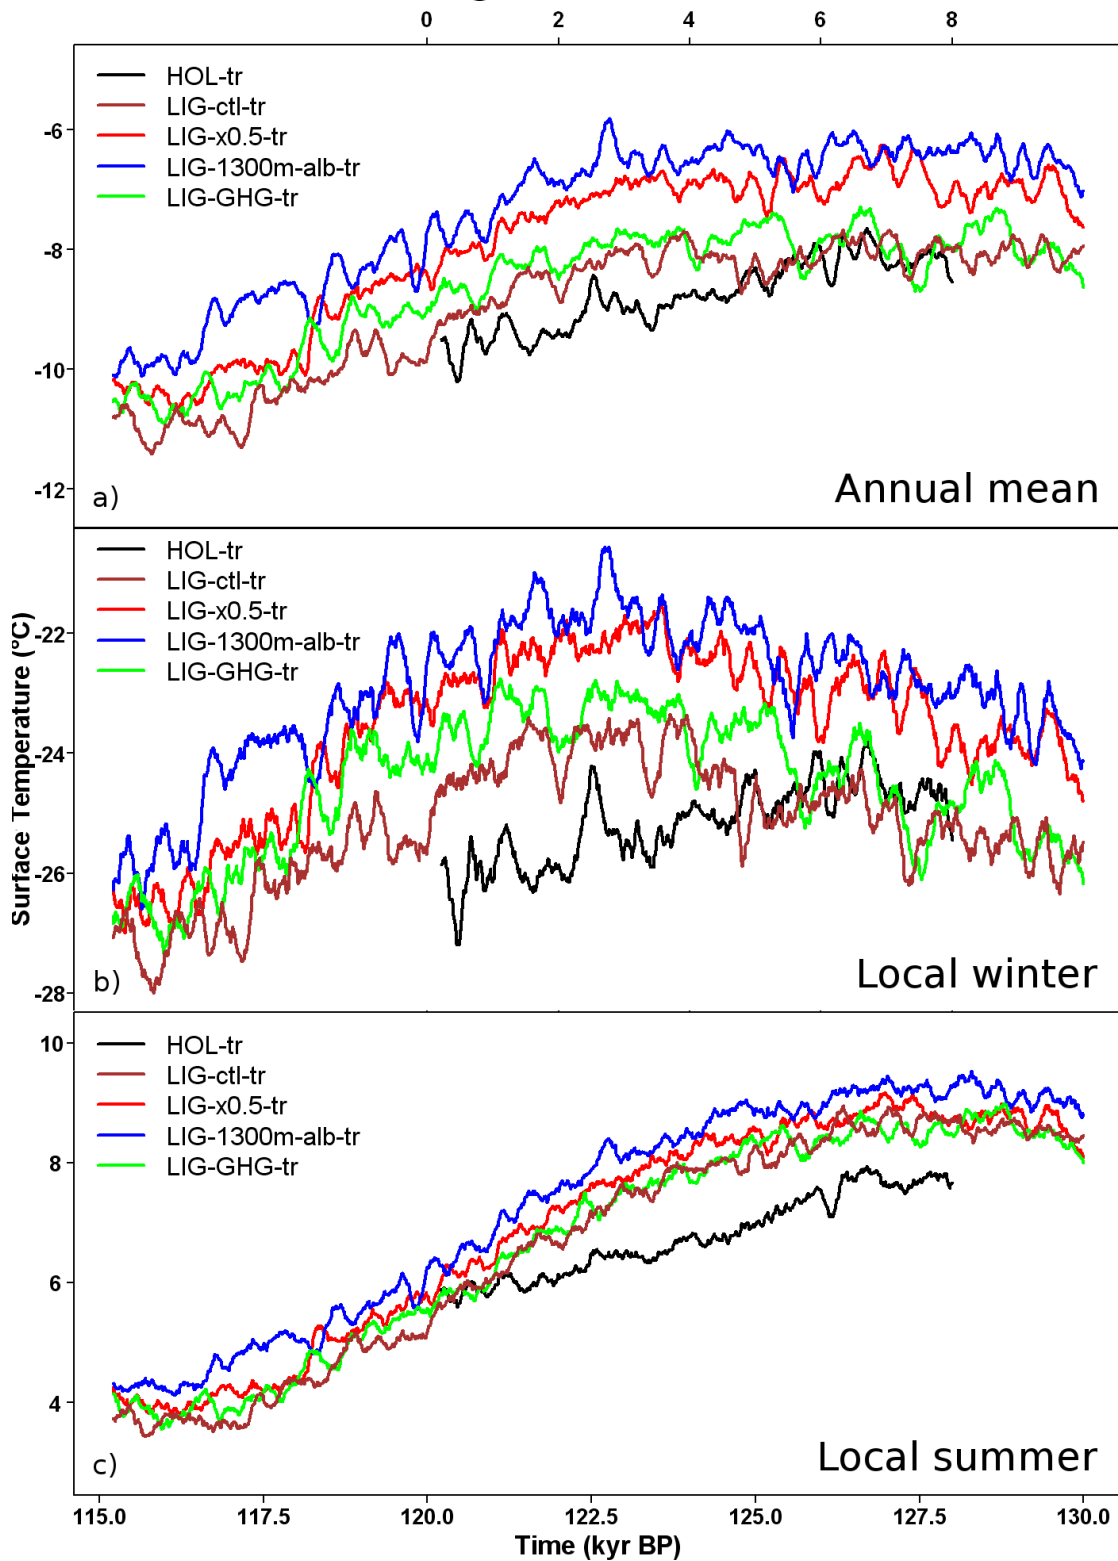 0 2 4 6 8
HOL-tr
LIG-ctl-tr
LIG-x0.5-tr
LIG-1300m-alb-tr
LIG-GHG-tr
-6
-8
-10
-12
a)
Annual mean
HOL-tr
LIG-ctl-tr
LIG-x0.5-tr
LIG-1300m-alb-tr
LIG-GHG-tr
-22
-24
-26
-28
Surface Temperature (°C)
b)
Local winter
HOL-tr
LIG-ctl-tr
LIG-x0.5-tr
LIG-1300m-alb-tr
LIG-GHG-tr
10
8
6
4
c)
Local summer
115.0 117.5 120.0 122.5 125.0 127.5 130.0
Time (kyr BP)